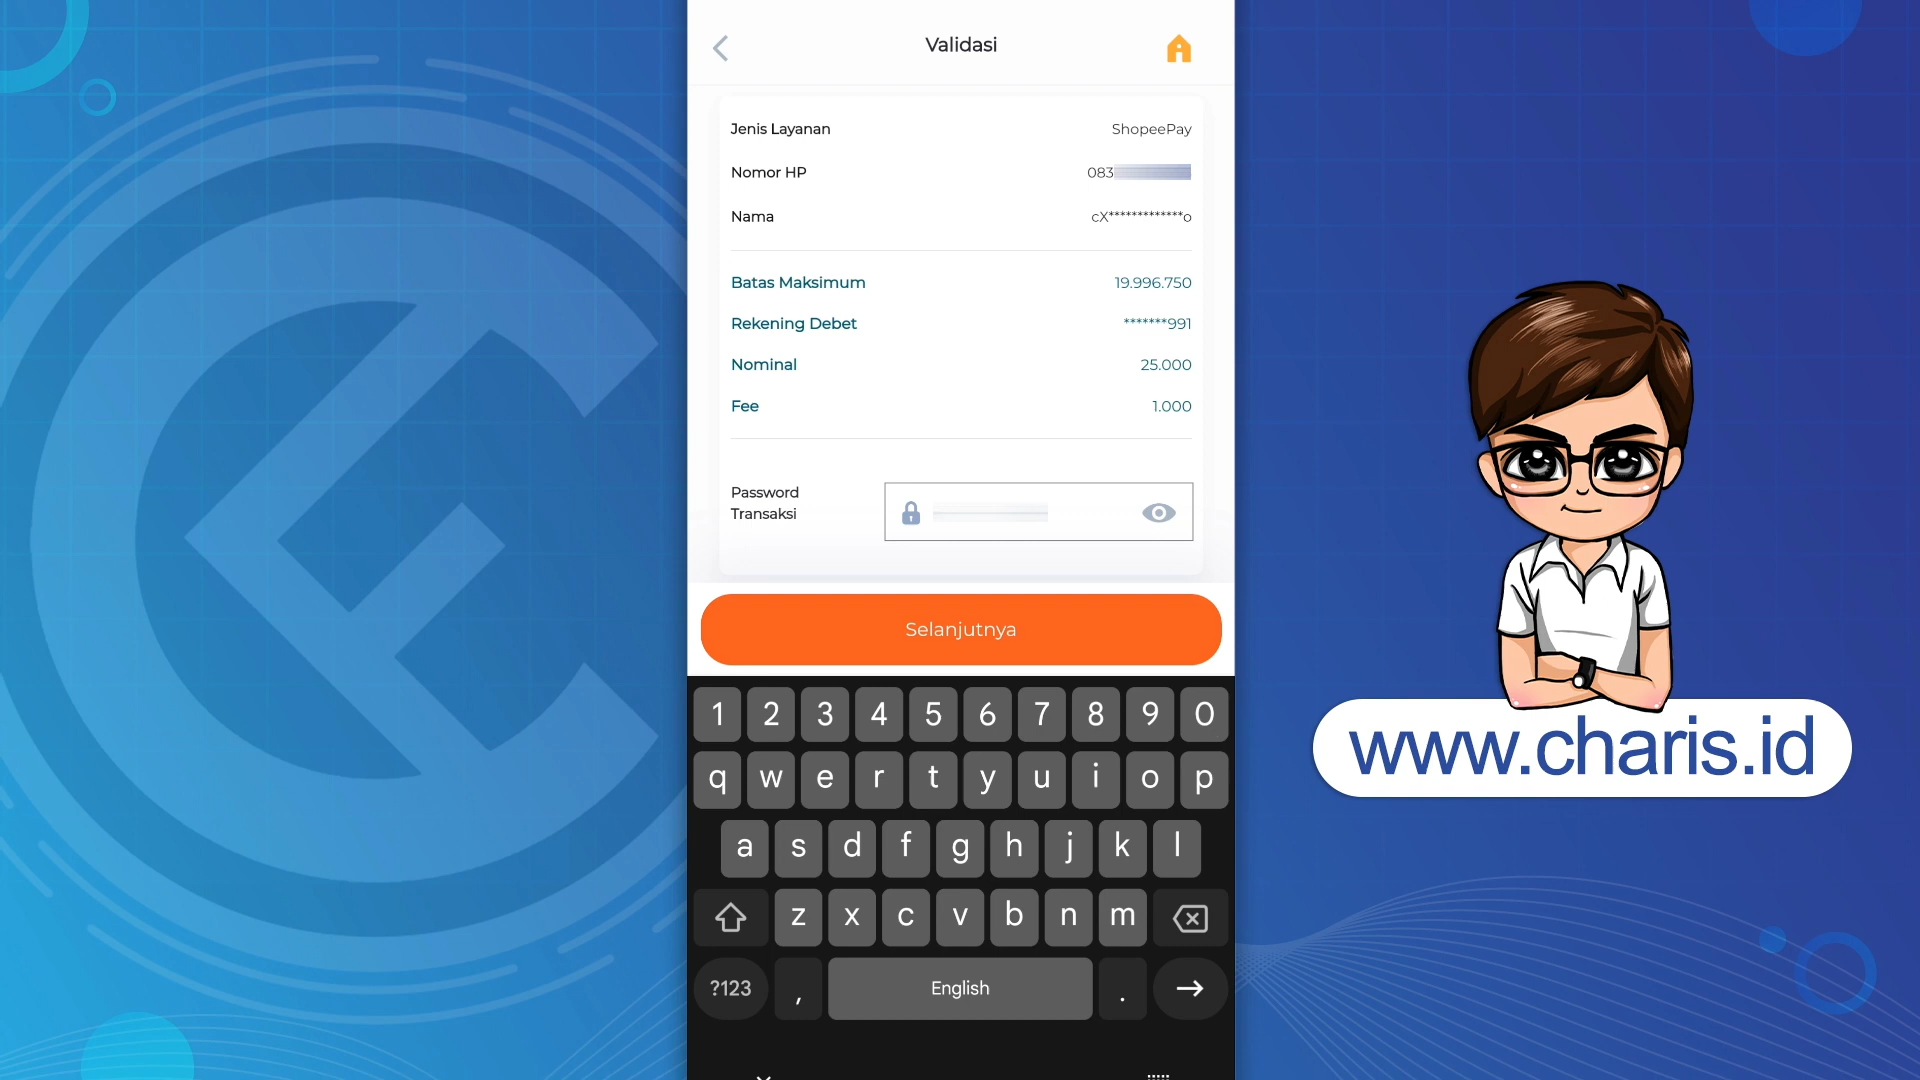 Validasi
Jenis Layanan ShopeePay
Nomor HP 083
Nama cX*************o
Batas Maksimum 19.996.750
Rekening Debet *******991
Nominal 25.000
Fee 1.000
Password
Transaksi
Selanjutnya
1 2 3 4 5 6 7 8 9 0
q w e r t y u i o p
a s d f g h j k l
z x c v b n m
?123 , English .
www.charis.id